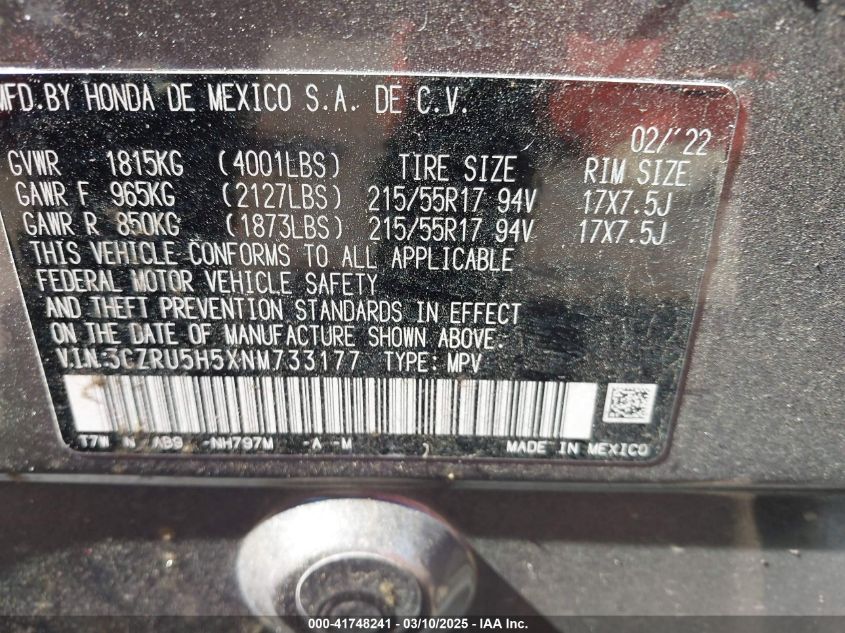 MFD.BY HONDA DE MEXICO S.A. DE C.V.
02/'22
GVWR 1815KG (4001LBS) TIRE SIZE RIM SIZE
GAWR F 965KG (2127LBS) 215/55R17 94V 17X7.5J
GAWR R 850KG (1873LBS) 215/55R17 94V 17X7.5J
THIS VEHICLE CONFORMS TO ALL APPLICABLE
FEDERAL MOTOR VEHICLE SAFETY
AND THEFT PREVENTION STANDARDS IN EFFECT
ON THE DATE OF MANUFACTURE SHOWN ABOVE.
V.I.N.3CZRU5H5XNM733177 TYPE: MPV
T7W N AB9 -NH797M -A -M MADE IN MEXICO
000-41748241 - 03/10/2025 - IAA Inc.